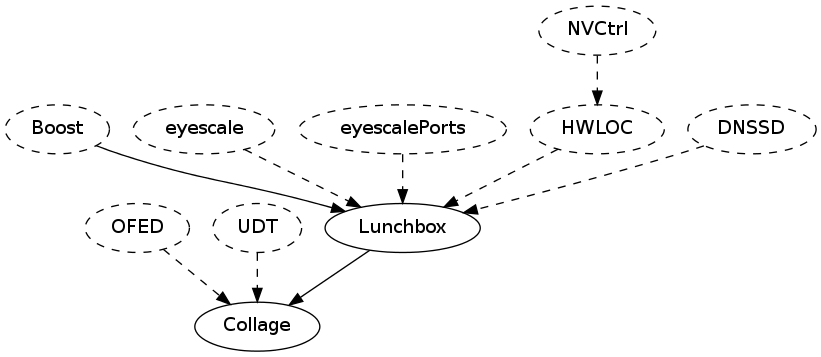 NVCtrl
Boost
eyescale
eyescalePorts
HWLOC
DNSSD
OFED
UDT
Lunchbox
Collage